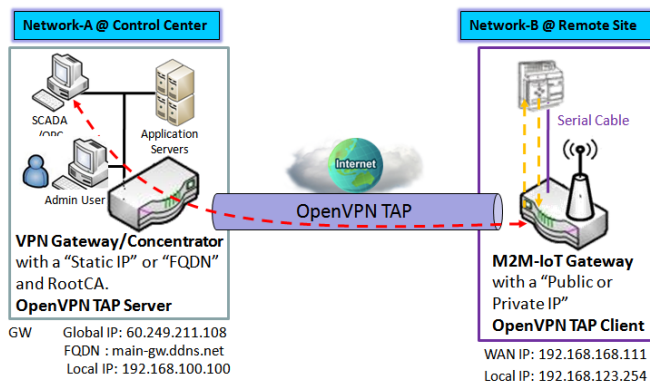 Network-A @ Control Center
Network-B @ Remote Site
SCADA
Application
Servers
Admin User
Internet
OpenVPN TAP
Serial Cable
VPN Gateway/Concentrator
with a “Static IP” or “FQDN”
and RootCA.
OpenVPN TAP Server
M2M-IoT Gateway
with a “Public or
Private IP”
OpenVPN TAP Client
GW Global IP: 60.249.211.108
FQDN : main-gw.ddns.net
Local IP: 192.168.100.100
WAN IP: 192.168.168.111
Local IP: 192.168.123.254